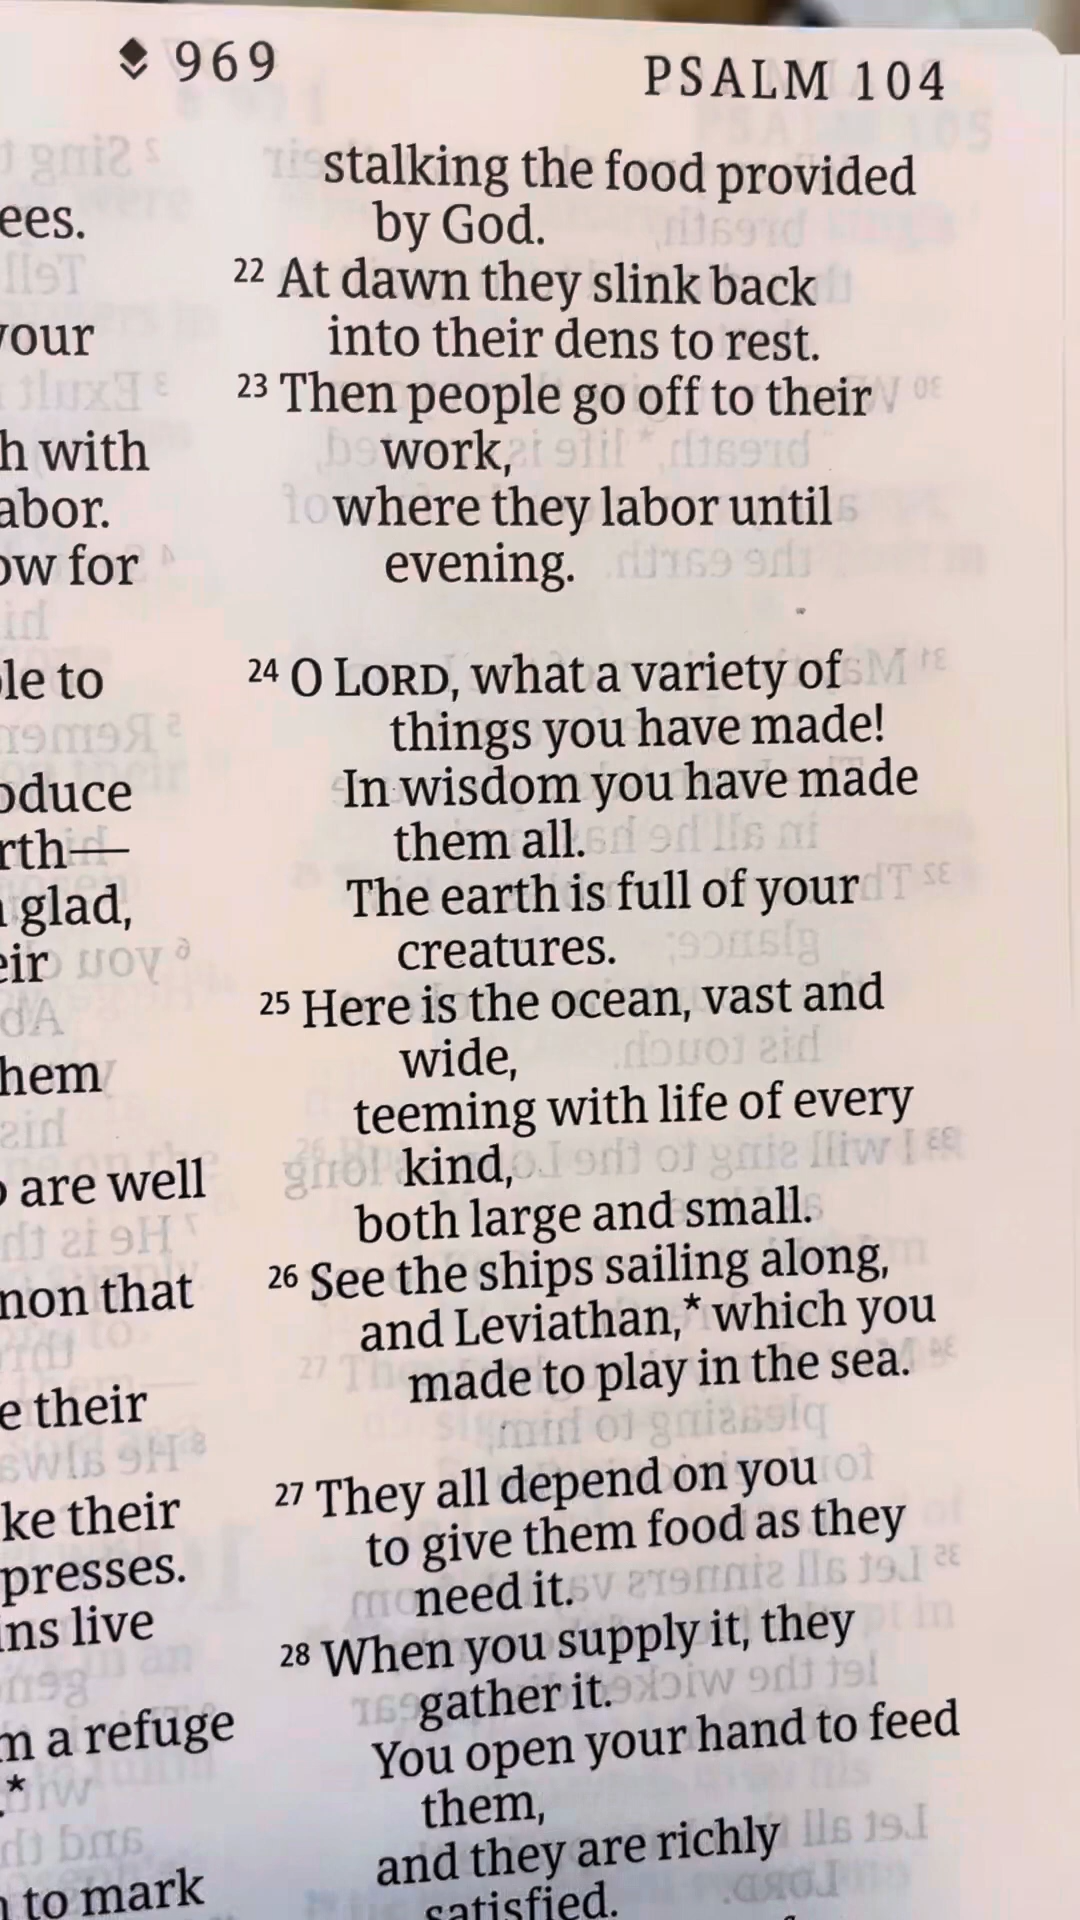 969 PSALM 104
ees.
your
h with
abor.
ow for
le to
oduce
rth—
glad,
eir
hem
are well
non that
e their
ke their
presses.
ins live
m a refuge
.*
to mark
stalking the food provided
by God.
22 At dawn they slink back
into their dens to rest.
23 Then people go off to their
work,
where they labor until
evening.
24 O LORD, what a variety of
things you have made!
In wisdom you have made
them all.
The earth is full of your
creatures.
25 Here is the ocean, vast and
wide,
teeming with life of every
kind,
both large and small.
26 See the ships sailing along,
and Leviathan,* which you
made to play in the sea.
27 They all depend on you
to give them food as they
need it.
28 When you supply it, they
gather it.
You open your hand to feed
them,
and they are richly
satisfied.